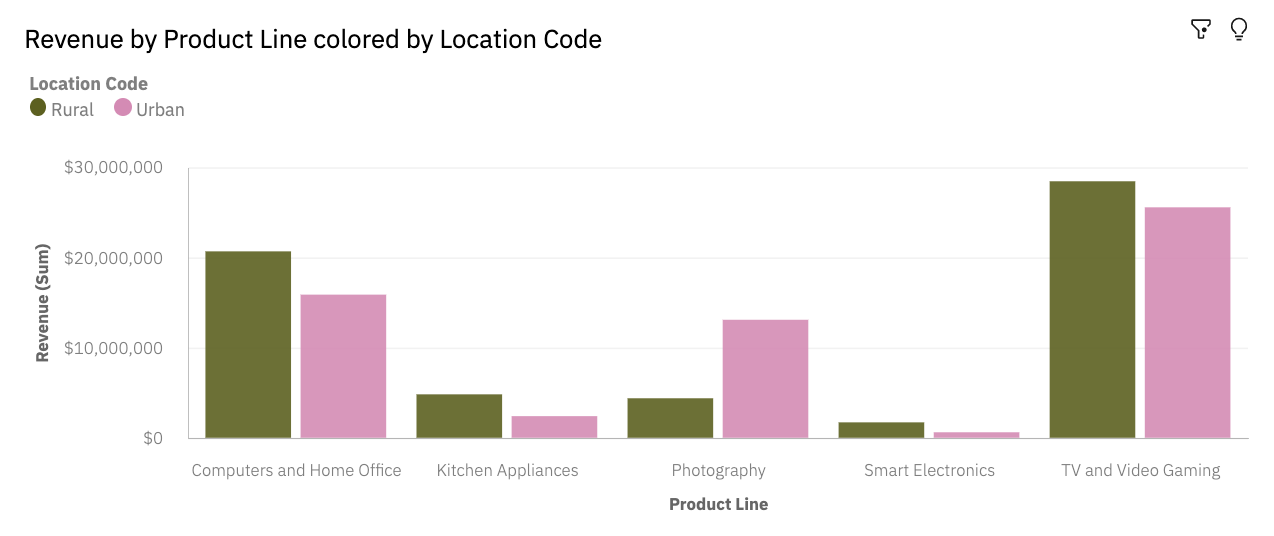 Revenue by Product Line colored by Location Code
Location Code
Rural Urban
$30,000,000
$20,000,000
$10,000,000
$0
Revenue (Sum)
Computers and Home Office Kitchen Appliances Photography Smart Electronics TV and Video Gaming
Product Line